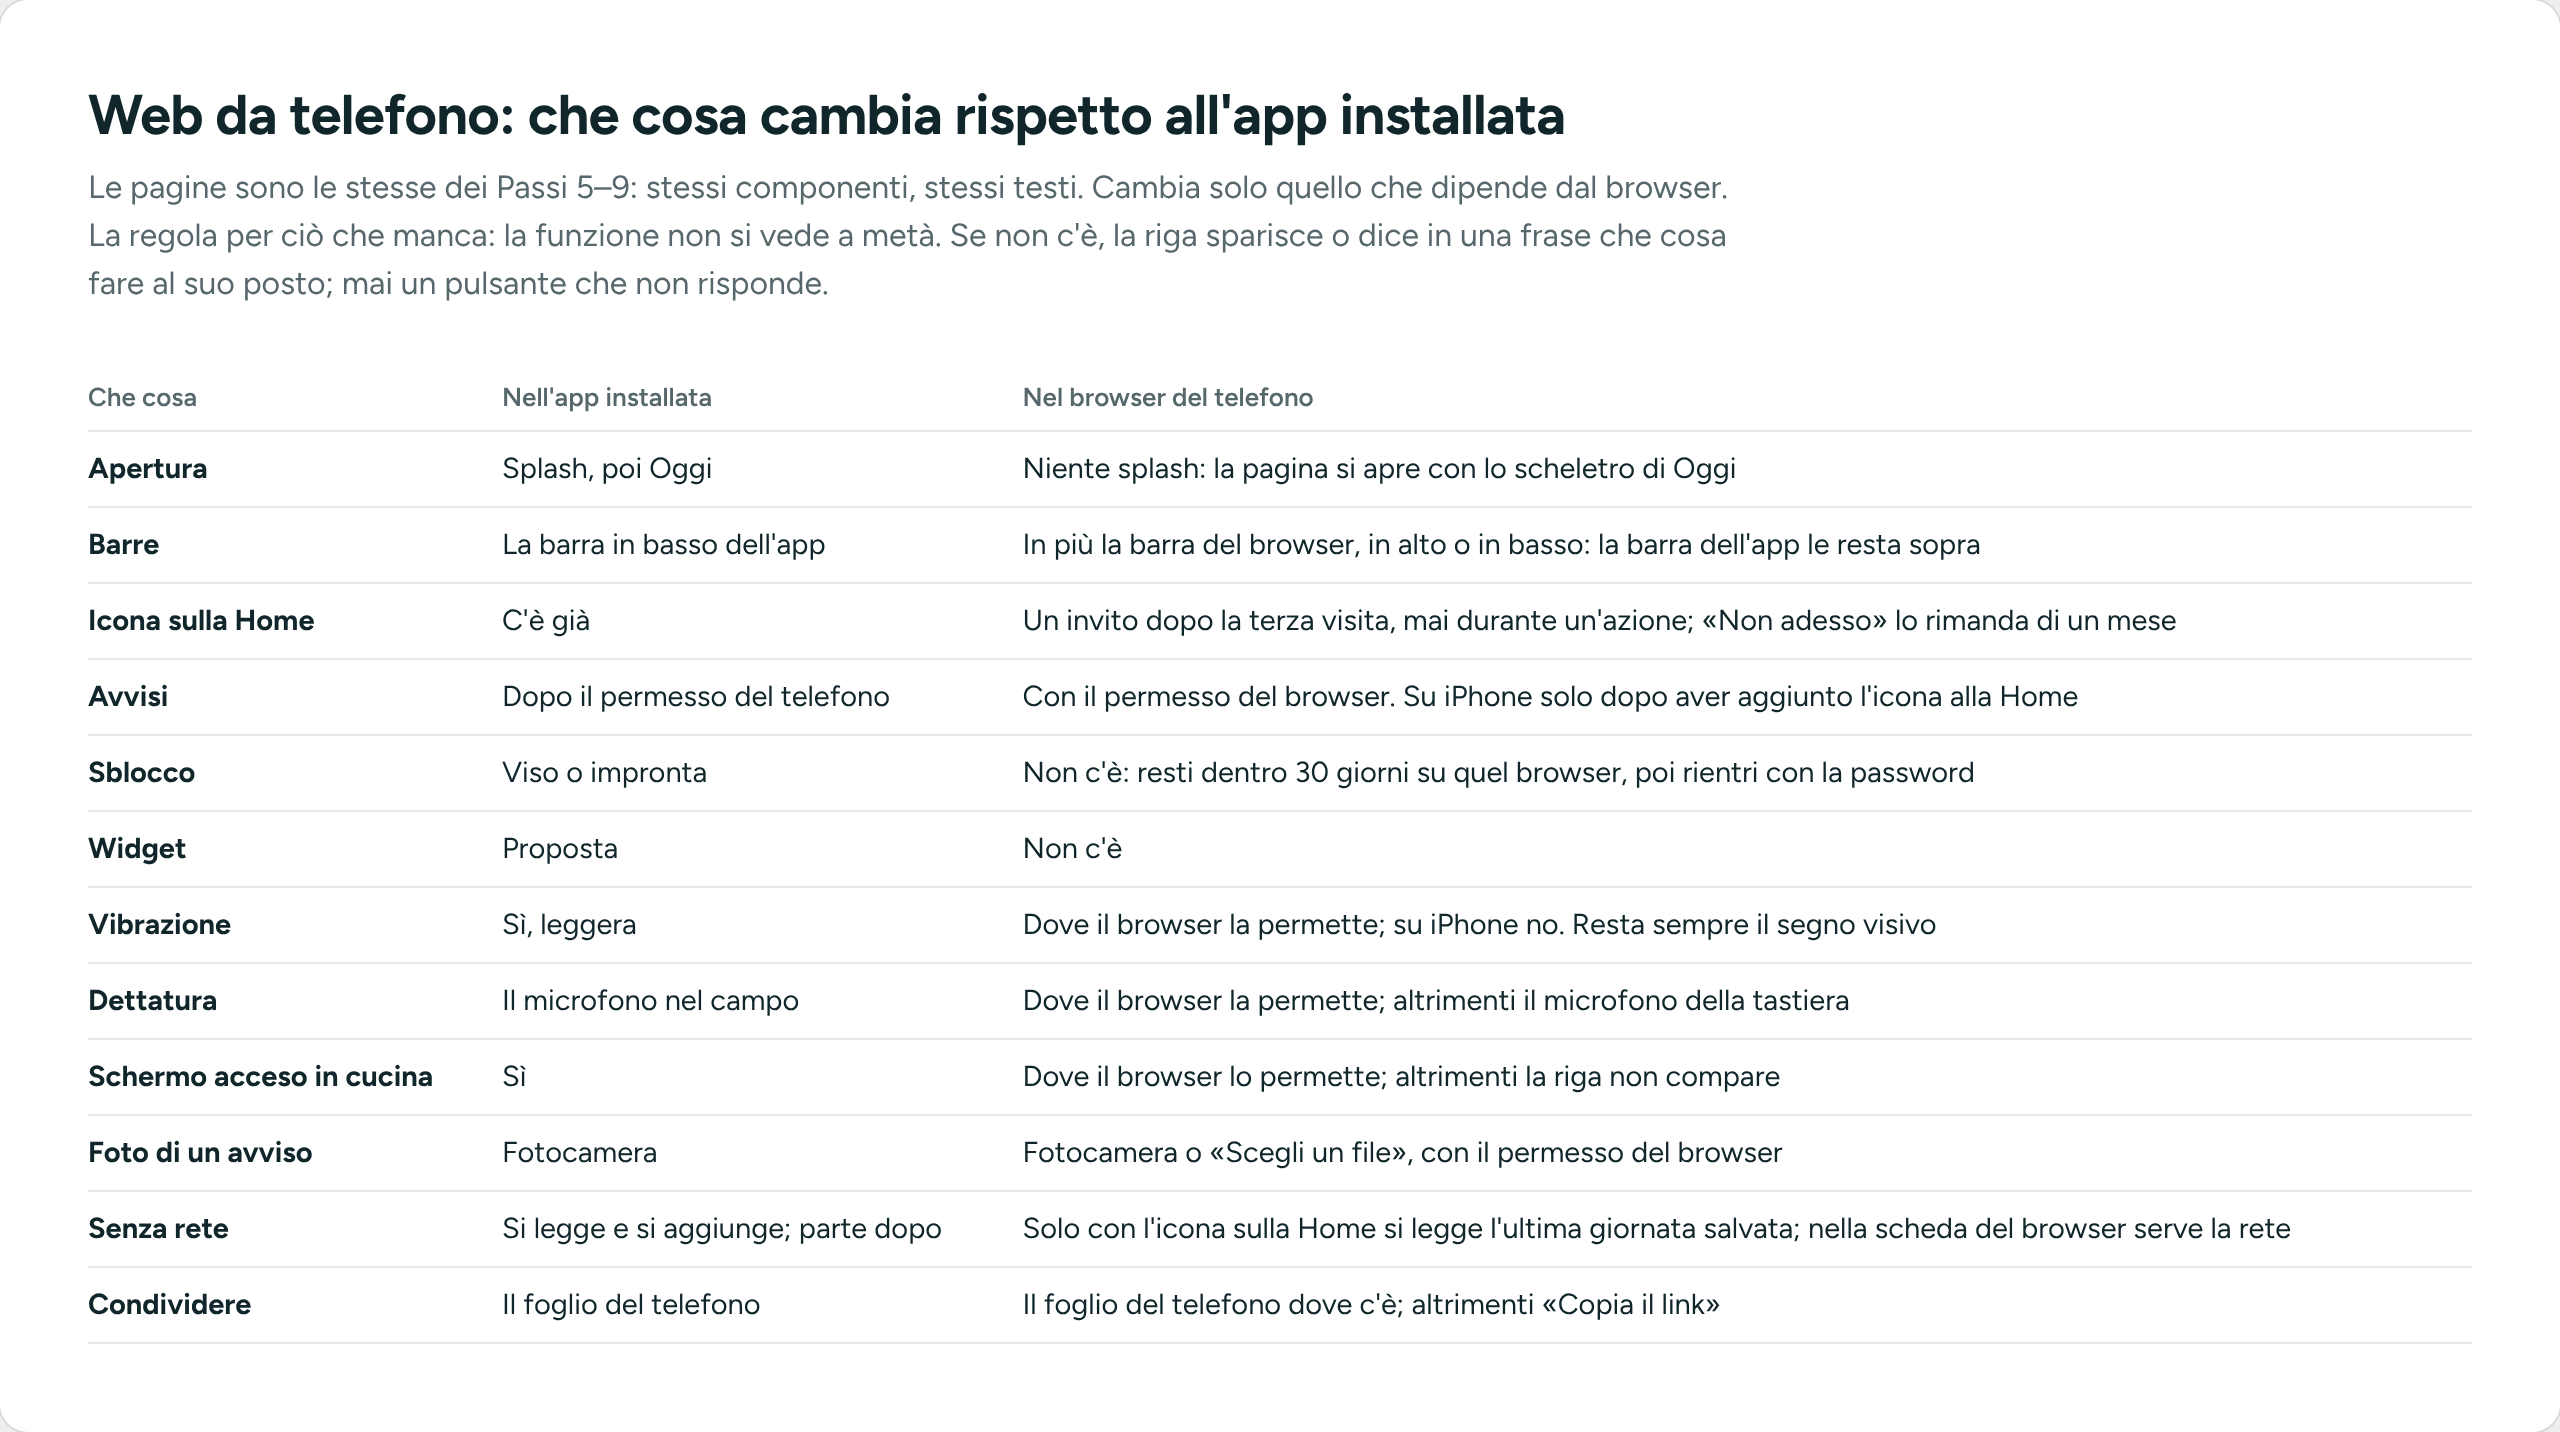 Web da telefono: che cosa cambia rispetto all'app installata
Le pagine sono le stesse dei Passi 5–9: stessi componenti, stessi testi. Cambia solo quello che dipende dal browser.
La regola per ciò che manca: la funzione non si vede a metà. Se non c'è, la riga sparisce o dice in una frase che cosa
fare al suo posto; mai un pulsante che non risponde.
Che cosa Nell'app installata Nel browser del telefono
Apertura Splash, poi Oggi Niente splash: la pagina si apre con lo scheletro di Oggi
Barre La barra in basso dell'app In più la barra del browser, in alto o in basso: la barra dell'app le resta sopra
Icona sulla Home C'è già Un invito dopo la terza visita, mai durante un'azione; «Non adesso» lo rimanda di un mese
Avvisi Dopo il permesso del telefono Con il permesso del browser. Su iPhone solo dopo aver aggiunto l'icona alla Home
Sblocco Viso o impronta Non c'è: resti dentro 30 giorni su quel browser, poi rientri con la password
Widget Proposta Non c'è
Vibrazione Sì, leggera Dove il browser la permette; su iPhone no. Resta sempre il segno visivo
Dettatura Il microfono nel campo Dove il browser la permette; altrimenti il microfono della tastiera
Schermo acceso in cucina Sì Dove il browser lo permette; altrimenti la riga non compare
Foto di un avviso Fotocamera Fotocamera o «Scegli un file», con il permesso del browser
Senza rete Si legge e si aggiunge; parte dopo Solo con l'icona sulla Home si legge l'ultima giornata salvata; nella scheda del browser serve la rete
Condividere Il foglio del telefono Il foglio del telefono dove c'è; altrimenti «Copia il link»